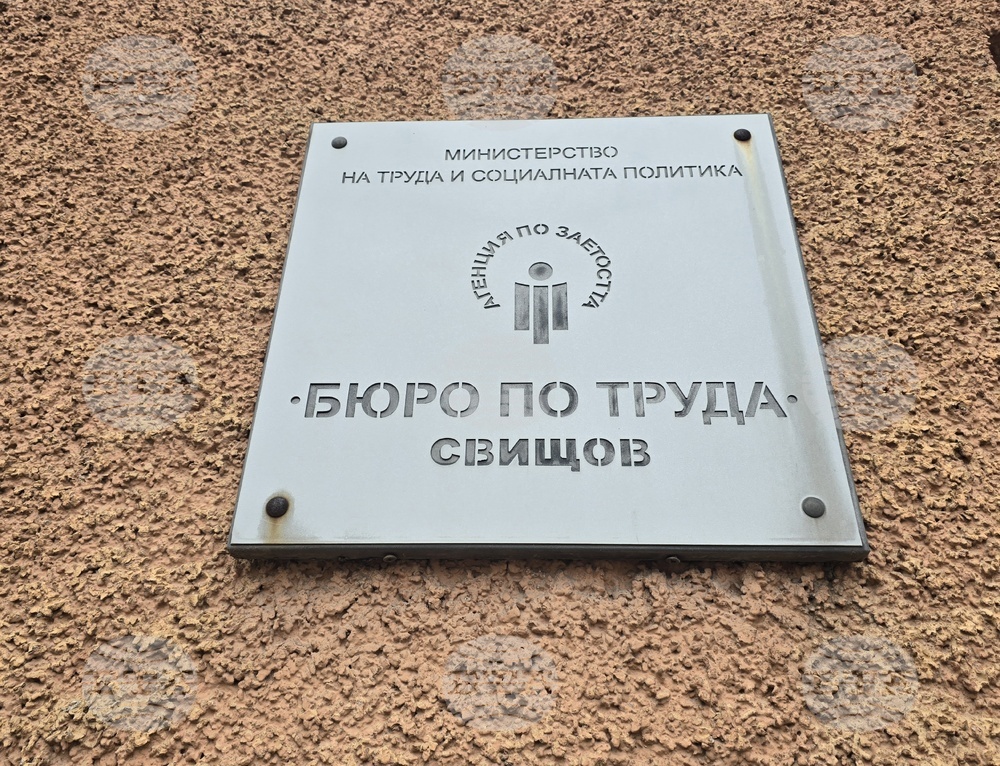 МИНИСТЕРСТВО
НА ТРУДА И СОЦИАЛНАТА ПОЛИТИКА
АГЕНЦИЯ ПО ЗАЕТОСТТА
·БЮРО ПО ТРУДА·
СВИЩОВ